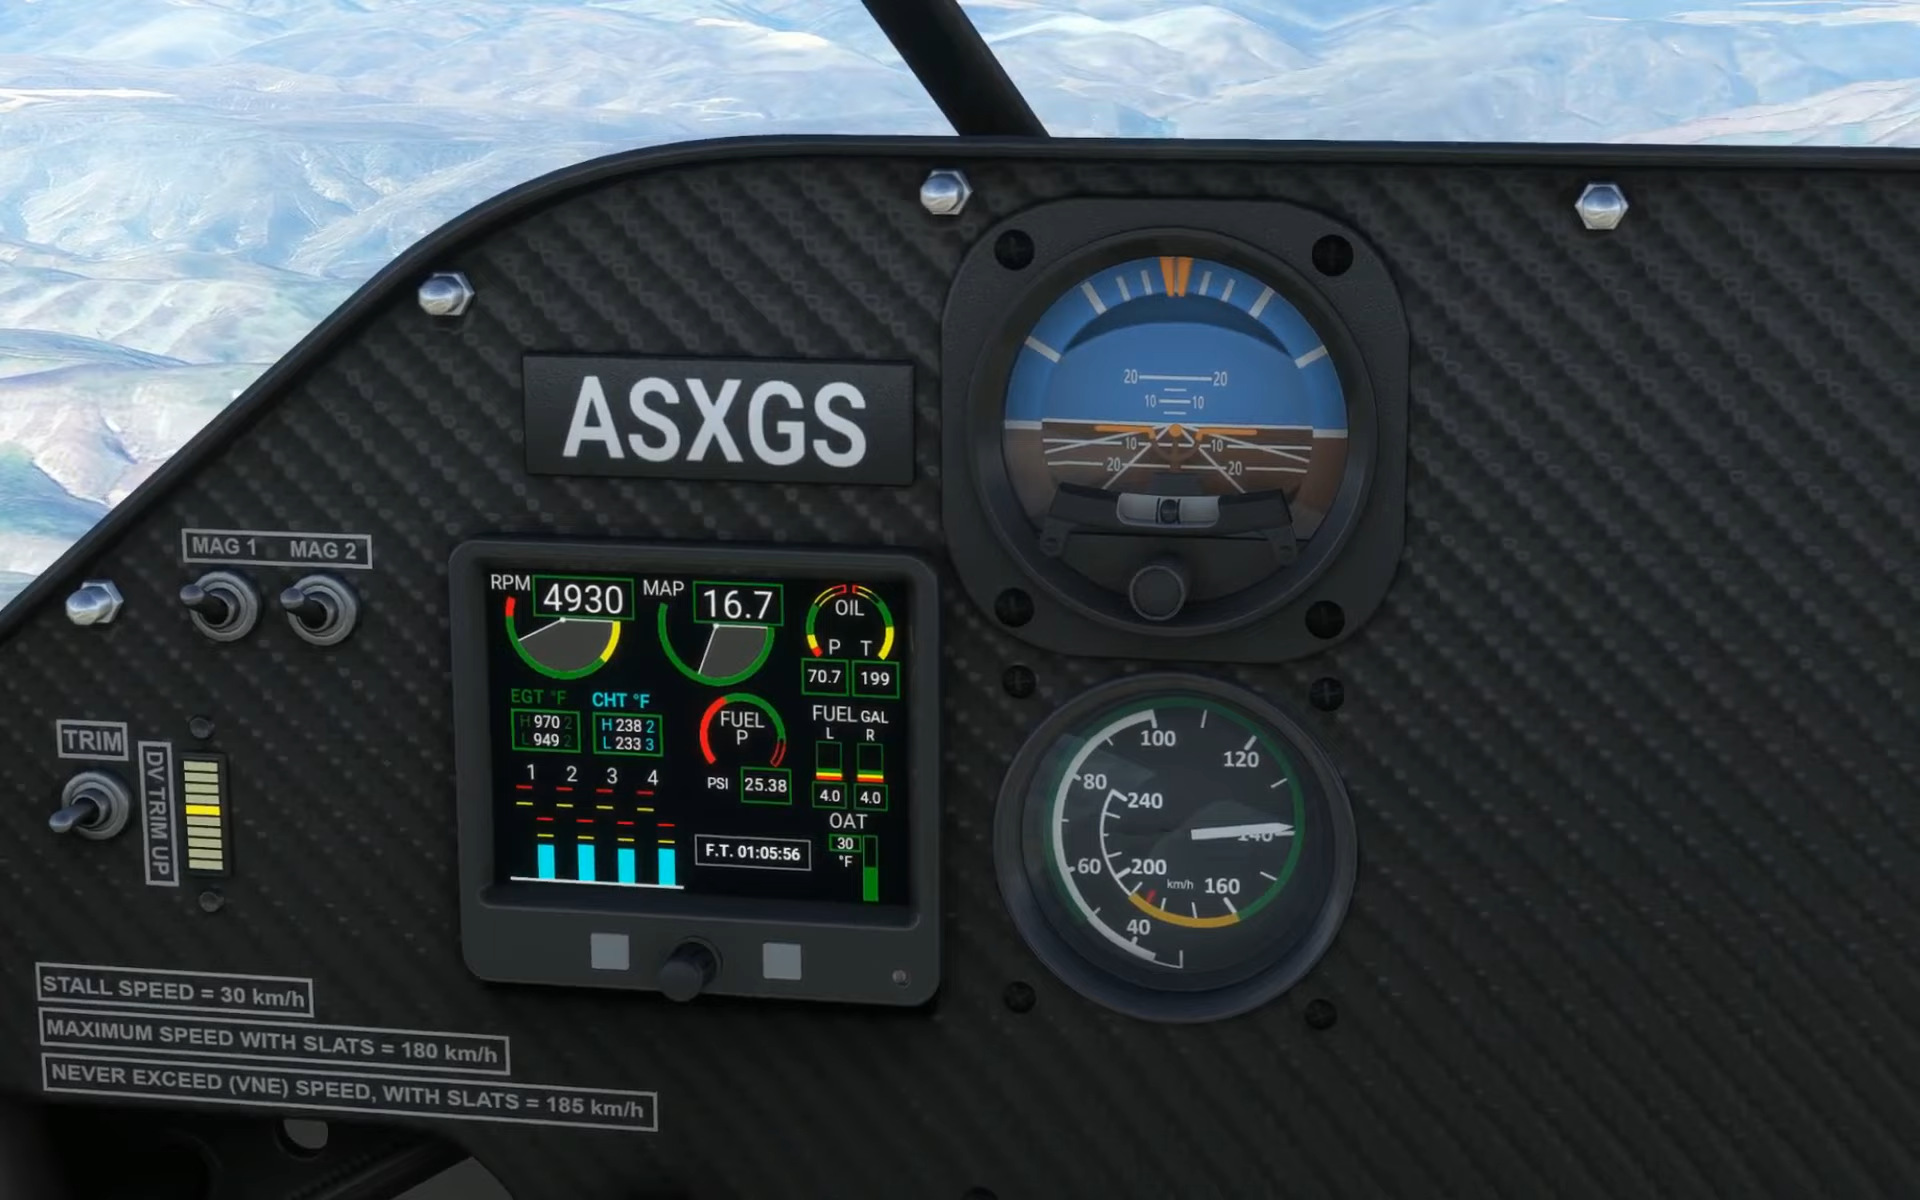 ASXGS
MAG 1 MAG 2
TRIM
DV TRIM UP
RPM 4930 MAP 16.7
OIL
P T
70.7 199
EGT °F CHT °F
H 970 2 H 238 2
L 949 2 L 233 3
1 2 3 4
FUEL
P
PSI 25.38
FUEL GAL
L R
4.0 4.0
OAT
30
°F
F.T. 01:05:56
20 20
10 10
10 10
20 20
100
120
140
160
80
60
40
240
200
km/h
STALL SPEED = 30 km/h
MAXIMUM SPEED WITH SLATS = 180 km/h
NEVER EXCEED (VNE) SPEED, WITH SLATS = 185 km/h